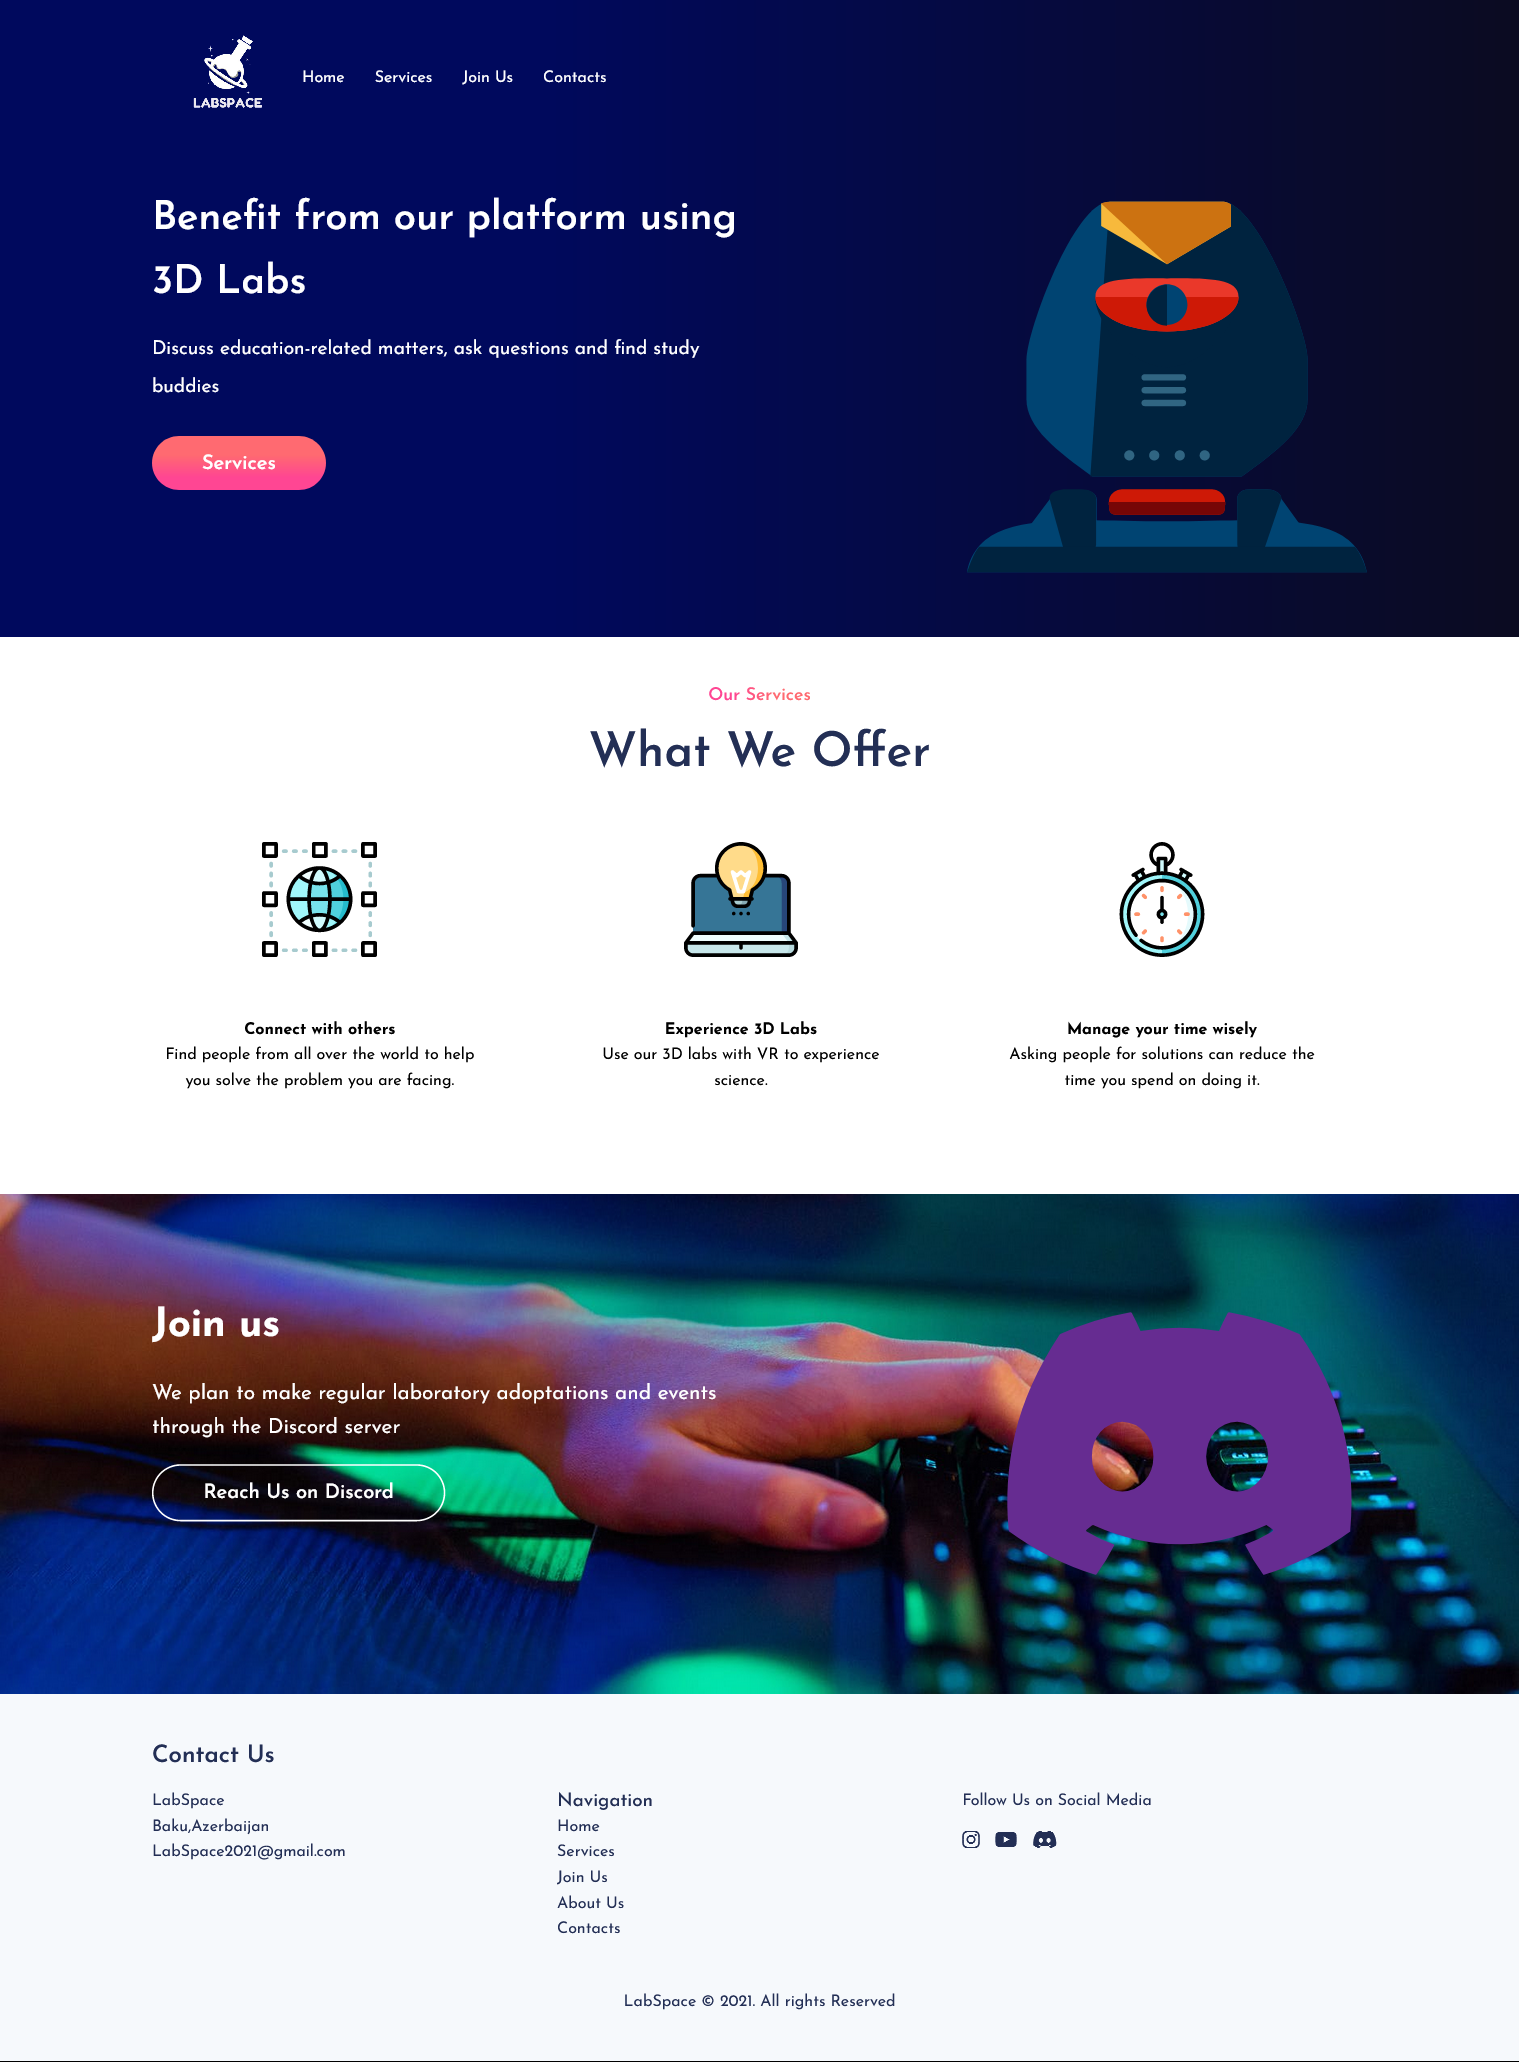 LABSPACE
Home Services Join Us Contacts
Benefit from our platform using
3D Labs
Discuss education-related matters, ask questions and find study
buddies
Services
Our Services
What We Offer
Connect with others
Find people from all over the world to help
you solve the problem you are facing.
Experience 3D Labs
Use our 3D labs with VR to experience
science.
Manage your time wisely
Asking people for solutions can reduce the
time you spend on doing it.
Join us
We plan to make regular laboratory adoptations and events
through the Discord server
Reach Us on Discord
Contact Us
LabSpace
Baku,Azerbaijan
LabSpace2021@gmail.com
Navigation
Home
Services
Join Us
About Us
Contacts
Follow Us on Social Media
LabSpace © 2021. All rights Reserved